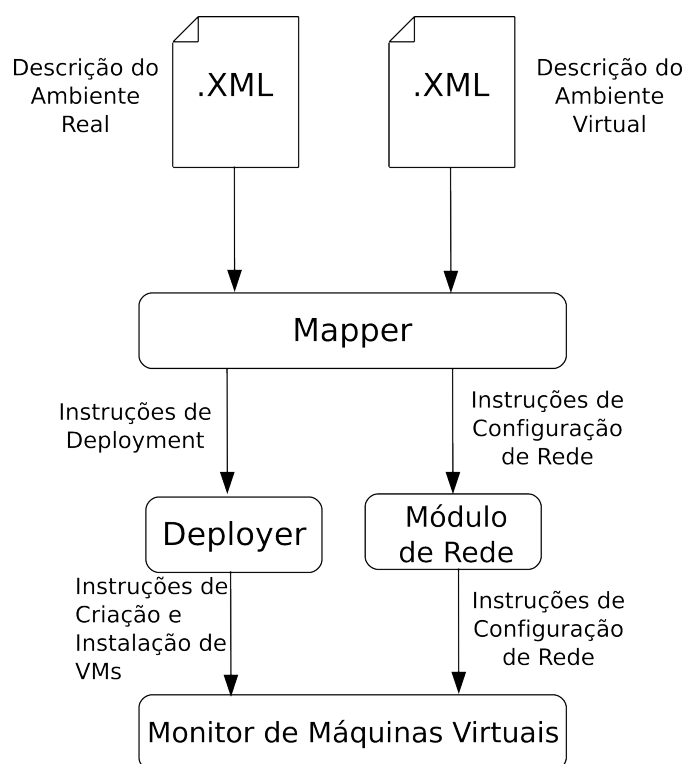 Descrição do
Ambiente
Real
.XML
.XML
Descrição do
Ambiente
Virtual
Mapper
Instruções de
Deployment
Instruções de
Configuração
de Rede
Deployer
Módulo
de Rede
Instruções de
Criação e
Instalação de
VMs
Instruções de
Configuração
de Rede
Monitor de Máquinas Virtuais